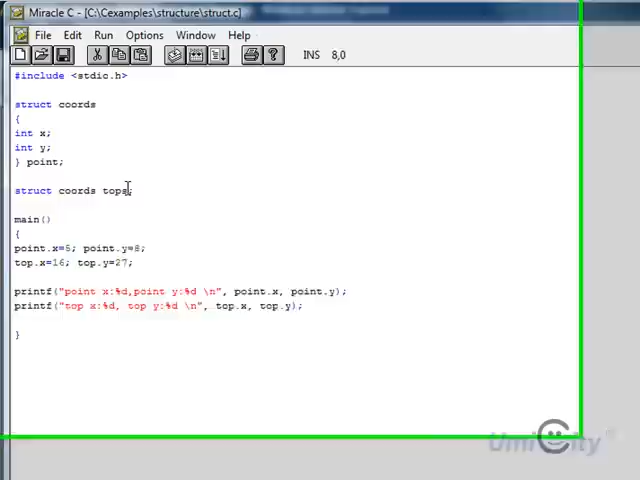 Miracle C - [C:\Cexamples\structure\struct.c]
File Edit Run Options Window Help
INS 8,0
#include <stdio.h>
struct coords
{
int x;
int y;
} point;
struct coords tops;
main()
{
point.x=5; point.y=8;
top.x=16; top.y=27;
printf("point x:%d,point y:%d \n", point.x, point.y);
printf("top x:%d, top y:%d \n", top.x, top.y);
}
UmiCity